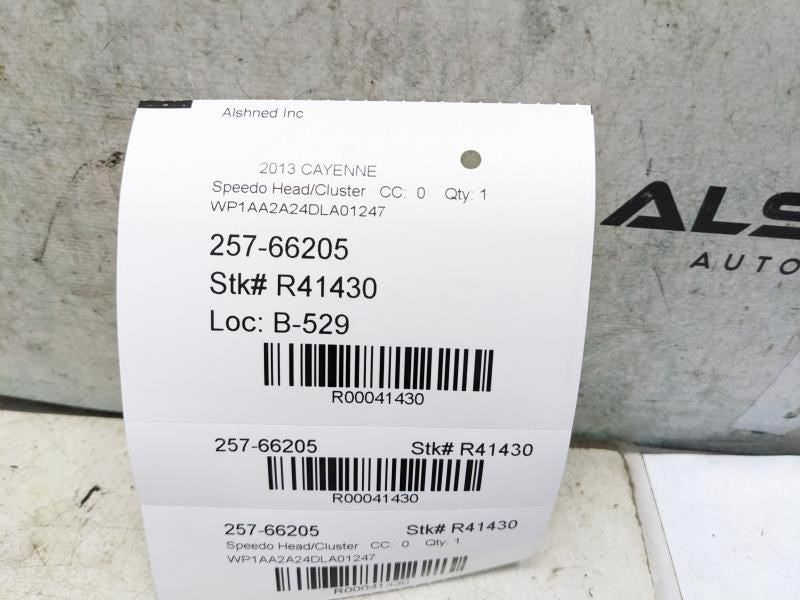 Alshned Inc
2013 CAYENNE
Speedo Head/Cluster CC: 0 Qty: 1
WP1AA2A24DLA01247
257-66205
Stk# R41430
Loc: B-529
R00041430
257-66205 Stk# R41430
R00041430
257-66205 Stk# R41430
Speedo Head/Cluster CC: 0 Qty: 1
WP1AA2A24DLA01247
R00041430
ALS
AUTO